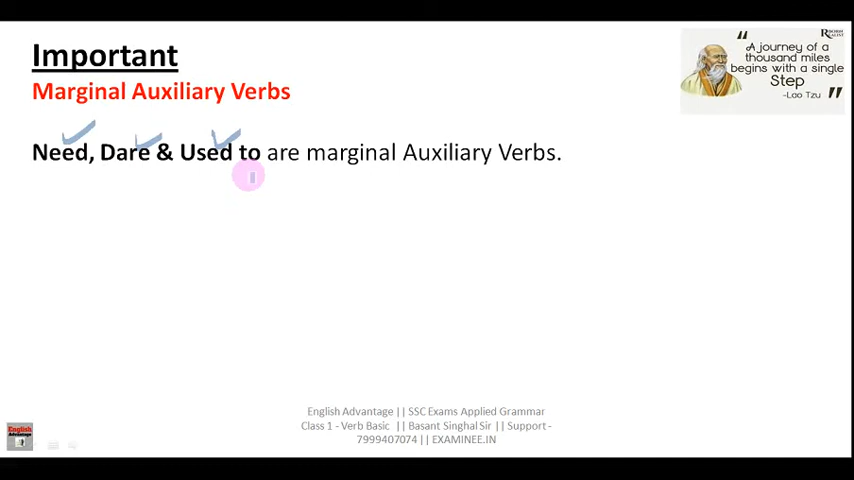 Important
Marginal Auxiliary Verbs
Need, Dare & Used to are marginal Auxiliary Verbs.
"A journey of a
thousand miles
begins with a single
Step
-Lao Tzu"
English Advantage || SSC Exams Applied Grammar
Class 1 - Verb Basic || Basant Singhal Sir || Support -
7999407074 || EXAMINEE.IN
English
Advantage